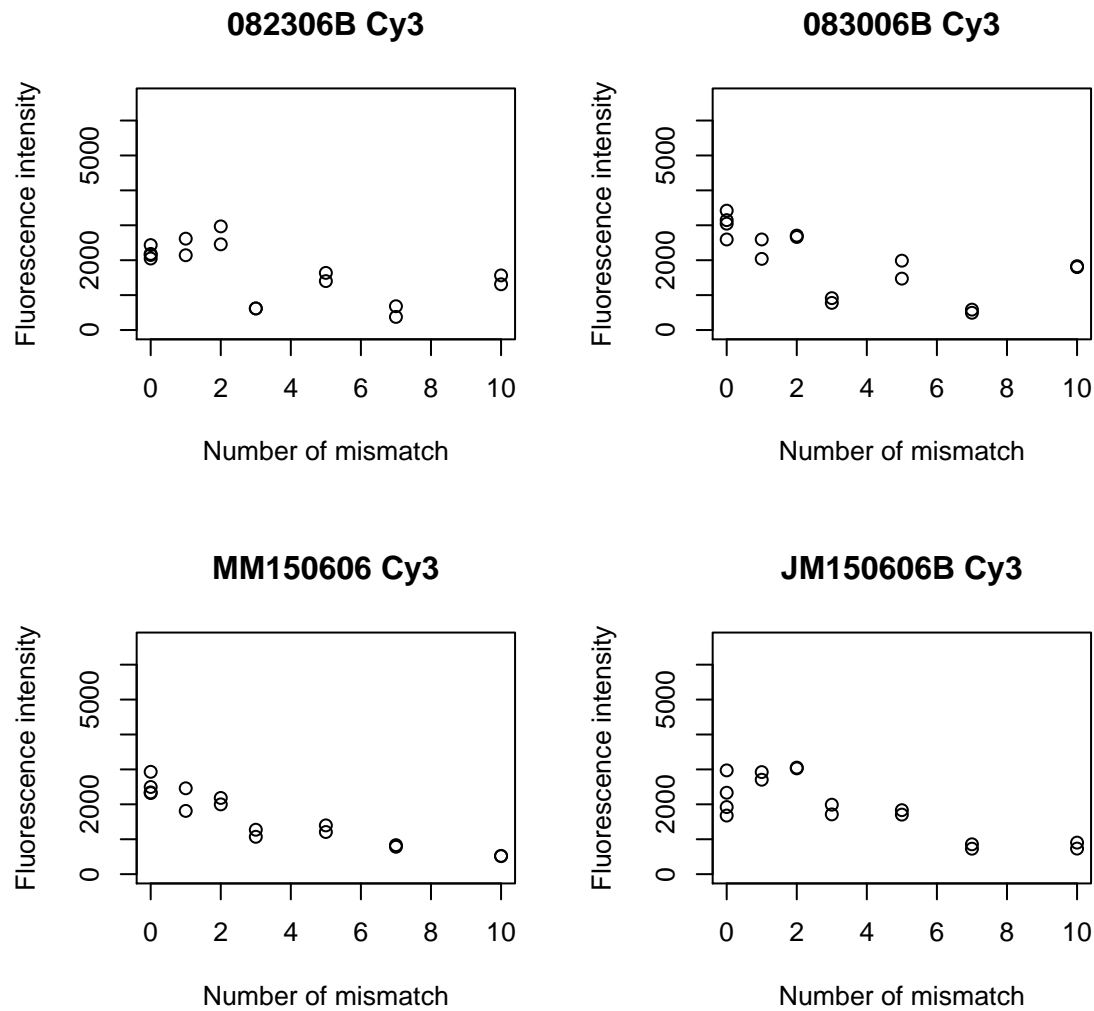 082306B Cy3
Fluorescence intensity
0 2000 5000
0 2 4 6 8 10
Number of mismatch
083006B Cy3
Fluorescence intensity
0 2000 5000
0 2 4 6 8 10
Number of mismatch
MM150606 Cy3
Fluorescence intensity
0 2000 5000
0 2 4 6 8 10
Number of mismatch
JM150606B Cy3
Fluorescence intensity
0 2000 5000
0 2 4 6 8 10
Number of mismatch